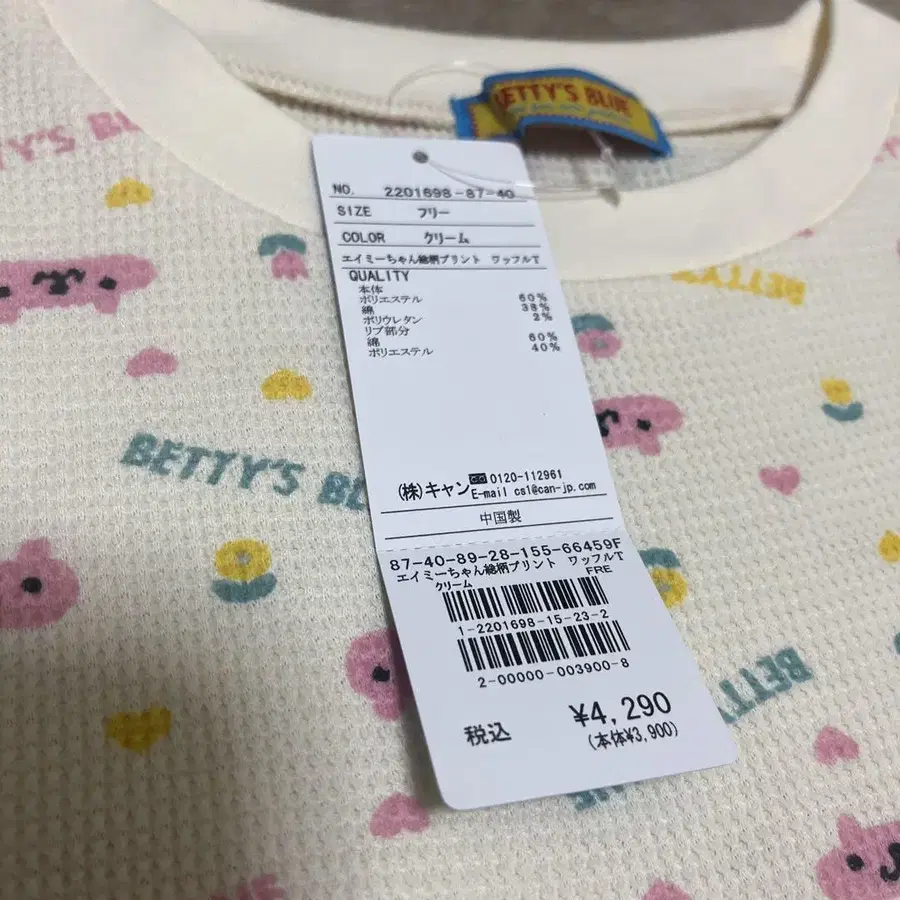 BETTY'S BLUE
TY'S B
BETTY'S
NO. 2201698-87-40
SIZE フリー
COLOR クリーム
エイミーちゃん総柄プリント ワッフルT
QUALITY
本体
ポリエステル 60%
綿 38%
ポリウレタン 2%
リブ部分
綿 60%
ポリエステル 40%
BETTY'S BLUE
(株)キャン 0120-112961
E-mail cs1@can-jp.com
中国製
87-40-89-28-155-66459F
エイミーちゃん総柄プリント ワッフルT
クリーム FRE
1-2201698-15-23-2
2-00000-003900-8
BETTY
税込 ¥4,290
(本体¥3,900)
UE